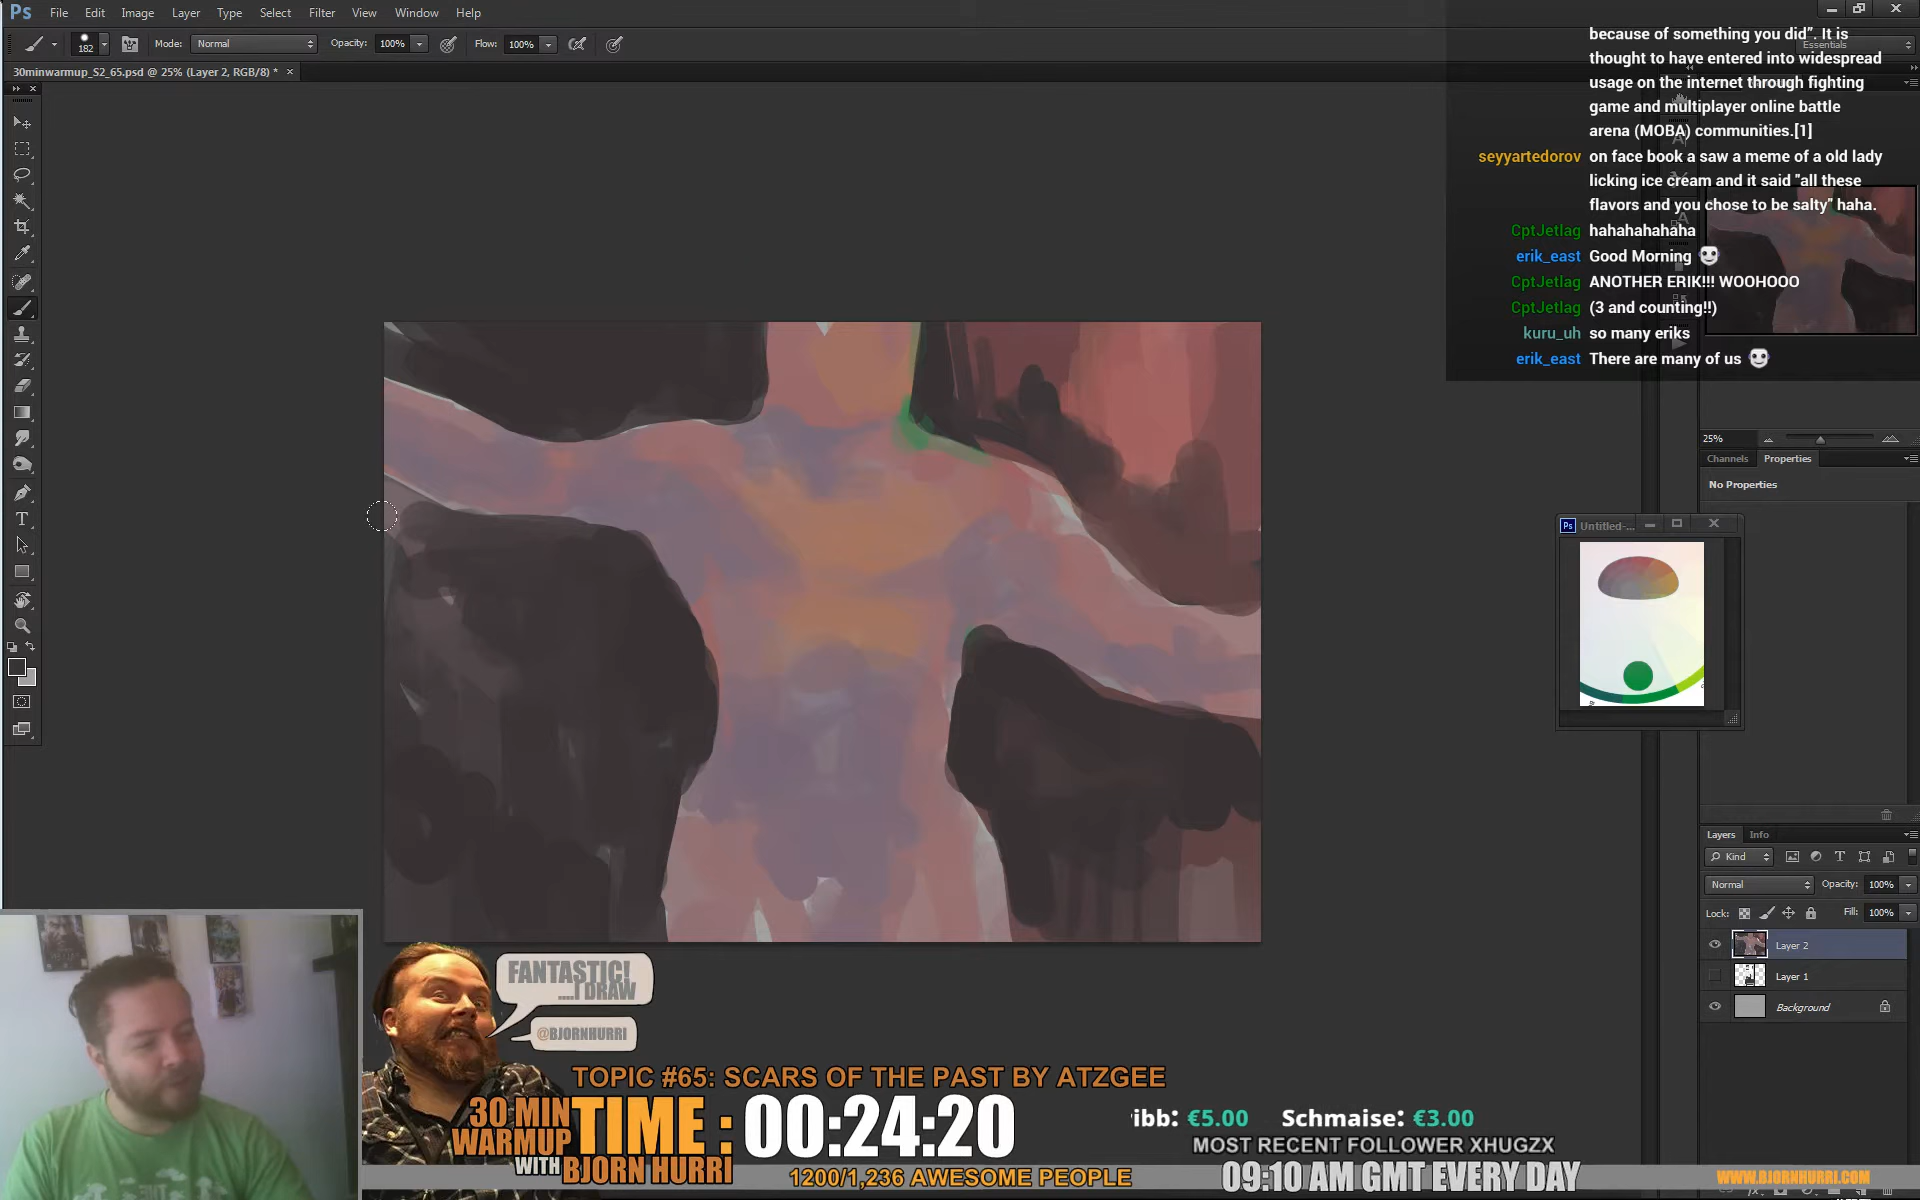 Ps File Edit Image Layer Type Select Filter View Window Help
182 Mode: Normal Opacity: 100% Flow: 100%
Essentials
30minwarmup_S2_65.psd @ 25% (Layer 2, RGB/8) *
because of something you did". It is
thought to have entered into widespread
usage on the internet through fighting
game and multiplayer online battle
arena (MOBA) communities.[1]
seyyartedorov on face book a saw a meme of a old lady
licking ice cream and it said "all these
flavors and you chose to be salty" haha.
CptJetlag hahahahahaha
erik_east Good Morning
CptJetlag ANOTHER ERIK!!! WOOHOOO
CptJetlag (3 and counting!!)
kuru_uh so many eriks
erik_east There are many of us
25%
Channels Properties
No Properties
Ps Untitled-...
Layers Info
Kind
Normal Opacity: 100%
Lock: Fill: 100%
Layer 2
Layer 1
Background
FANTASTIC!
....I DRAW
@BJORNHURRI
TOPIC #65: SCARS OF THE PAST BY ATZGEE
30 MIN
WARMUP
WITH BJORN HURRI
TIME : 00:24:20
1200/1,236 AWESOME PEOPLE
ibb: €5.00 Schmaise: €3.00
MOST RECENT FOLLOWER XHUGZX
09:10 AM GMT EVERY DAY
WWW.BJORNHURRI.COM